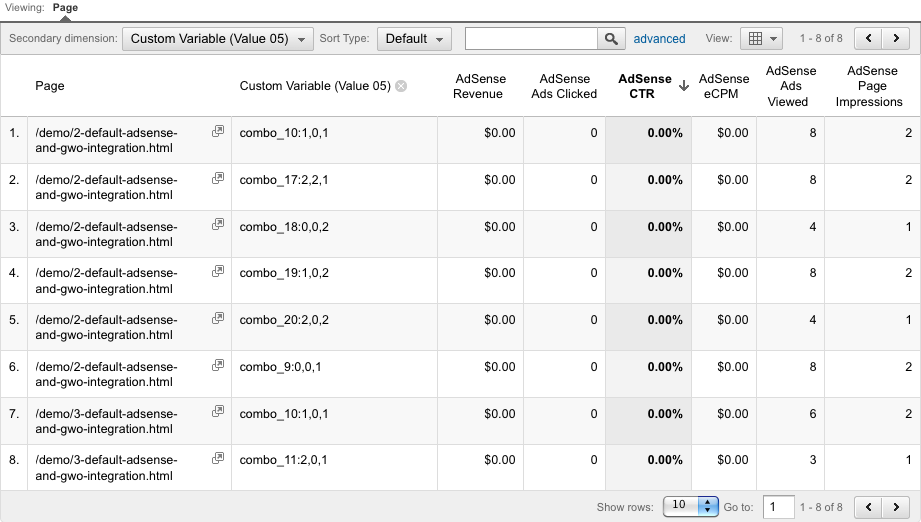 Viewing: Page
Secondary dimension: Custom Variable (Value 05) Sort Type: Default advanced View: 1 - 8 of 8
Page Custom Variable (Value 05) AdSense Revenue AdSense Ads Clicked AdSense CTR AdSense eCPM AdSense Ads Viewed AdSense Page Impressions
1. /demo/2-default-adsense- combo_10:1,0,1 $0.00 0 0.00% $0.00 8 2
and-gwo-integration.html
2. /demo/2-default-adsense- combo_17:2,2,1 $0.00 0 0.00% $0.00 8 2
and-gwo-integration.html
3. /demo/2-default-adsense- combo_18:0,0,2 $0.00 0 0.00% $0.00 4 1
and-gwo-integration.html
4. /demo/2-default-adsense- combo_19:1,0,2 $0.00 0 0.00% $0.00 8 2
and-gwo-integration.html
5. /demo/2-default-adsense- combo_20:2,0,2 $0.00 0 0.00% $0.00 4 1
and-gwo-integration.html
6. /demo/2-default-adsense- combo_9:0,0,1 $0.00 0 0.00% $0.00 8 2
and-gwo-integration.html
7. /demo/3-default-adsense- combo_10:1,0,1 $0.00 0 0.00% $0.00 6 2
and-gwo-integration.html
8. /demo/3-default-adsense- combo_11:2,0,1 $0.00 0 0.00% $0.00 3 1
and-gwo-integration.html
Show rows: 10 Go to: 1 1 - 8 of 8